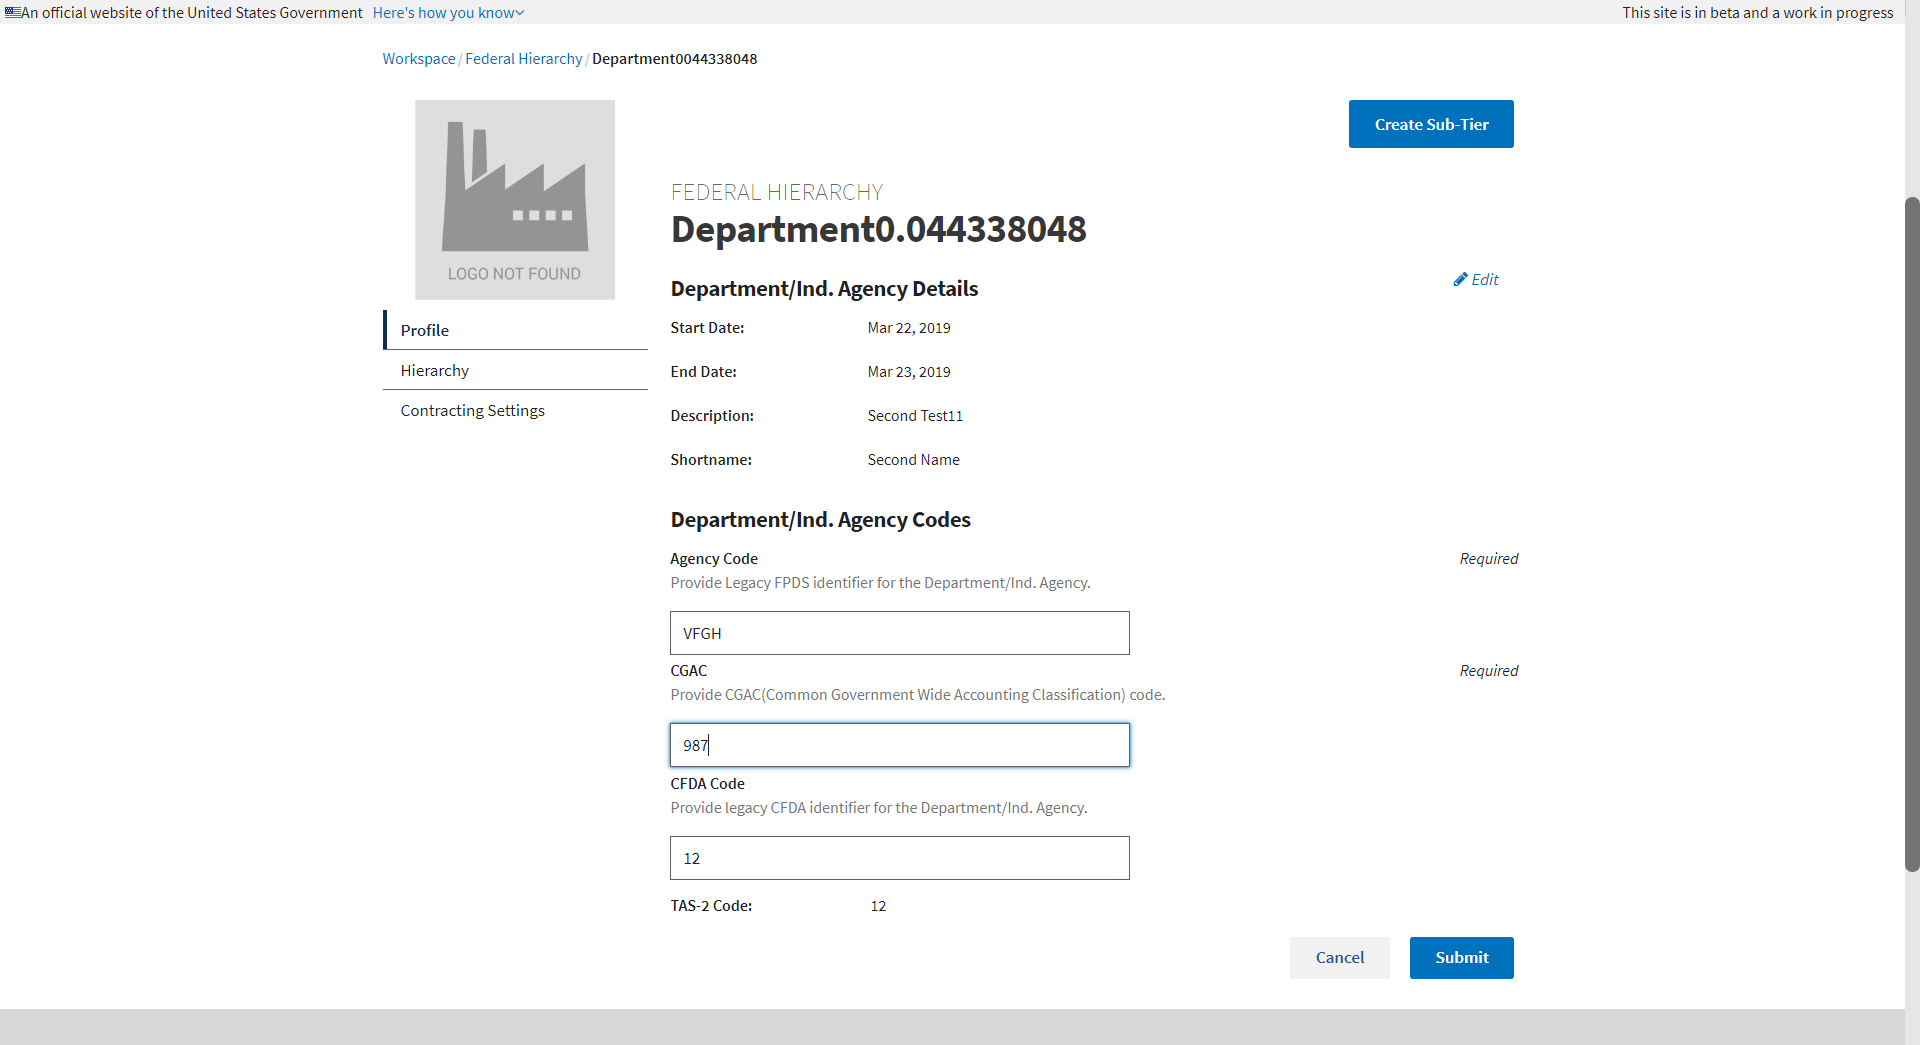 An official website of the United States Government Here's how you know
This site is in beta and a work in progress
Workspace / Federal Hierarchy / Department0044338048
LOGO NOT FOUND
Create Sub-Tier
Profile
Hierarchy
Contracting Settings
FEDERAL HIERARCHY
Department0.044338048
Department/Ind. Agency Details
Edit
Start Date: Mar 22, 2019
End Date: Mar 23, 2019
Description: Second Test11
Shortname: Second Name
Department/Ind. Agency Codes
Agency Code Required
Provide Legacy FPDS identifier for the Department/Ind. Agency.
VFGH
CGAC Required
Provide CGAC(Common Government Wide Accounting Classification) code.
987
CFDA Code
Provide legacy CFDA identifier for the Department/Ind. Agency.
12
TAS-2 Code: 12
Cancel Submit